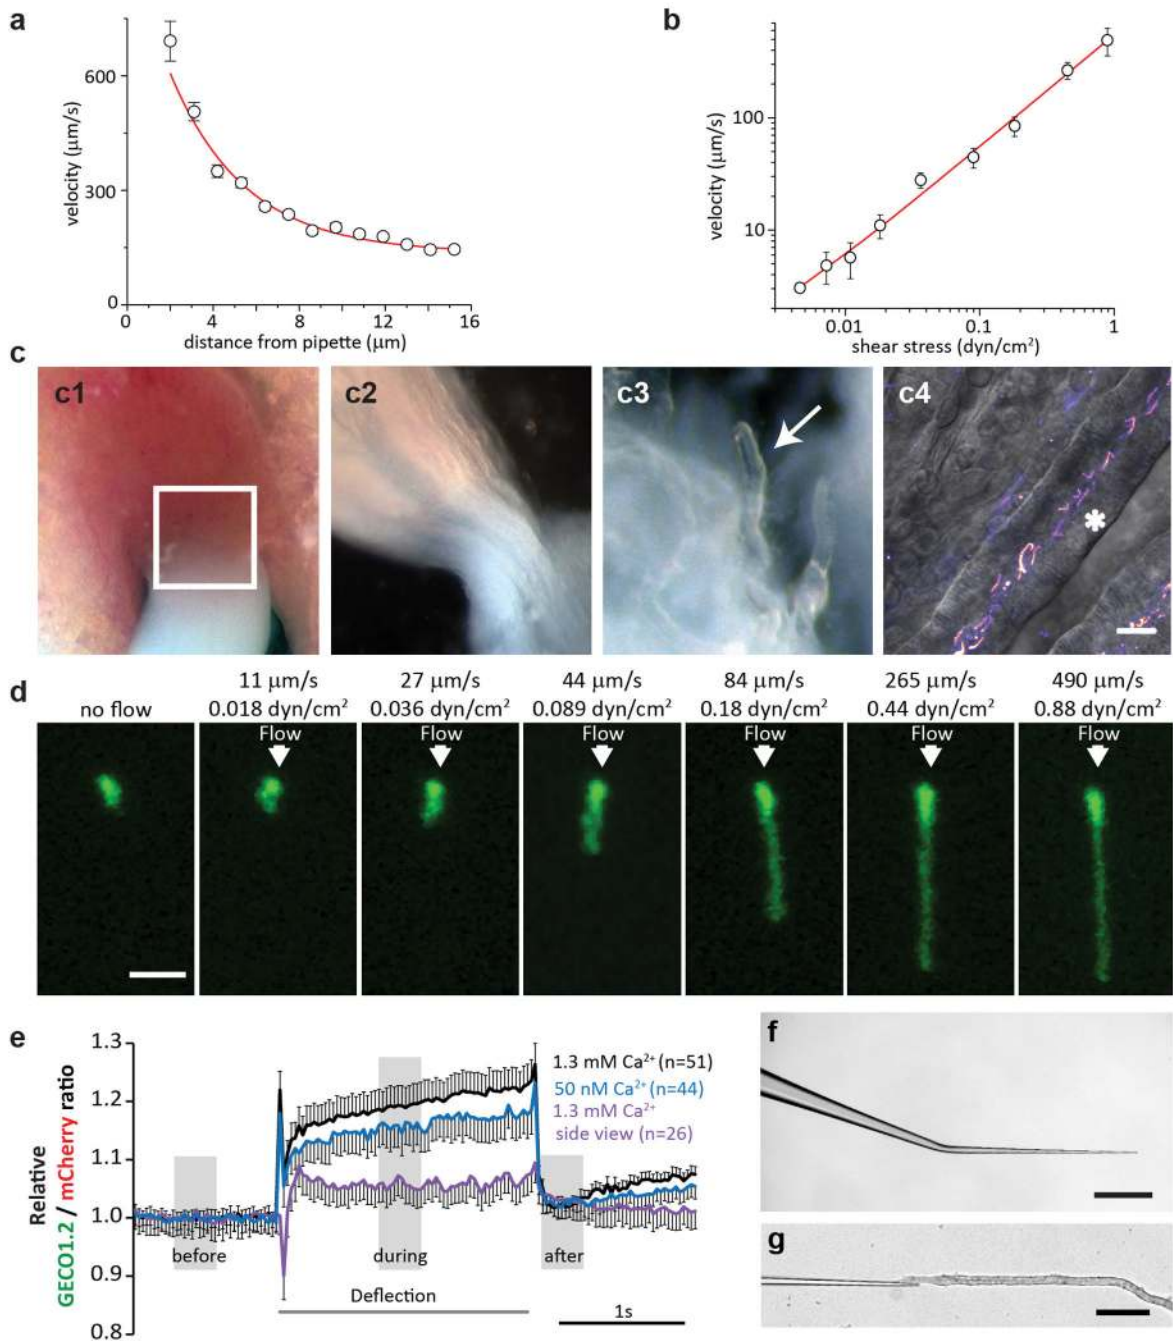 a
velocity (μm/s)
600
300
0
0 4 8 12 16
distance from pipette (μm)
b
velocity (μm/s)
100
10
0.01 0.1 1
shear stress (dyn/cm²)
c
c1
c2
c3
c4
*
d
no flow
11 μm/s
0.018 dyn/cm²
Flow
27 μm/s
0.036 dyn/cm²
Flow
44 μm/s
0.089 dyn/cm²
Flow
84 μm/s
0.18 dyn/cm²
Flow
265 μm/s
0.44 dyn/cm²
Flow
490 μm/s
0.88 dyn/cm²
Flow
e
Relative
GECO1.2 / mCherry ratio
1.3
1.2
1.1
1.0
0.9
0.8
1.3 mM Ca²⁺ (n=51)
50 nM Ca²⁺ (n=44)
1.3 mM Ca²⁺
side view (n=26)
before
during
after
Deflection
1s
f
g